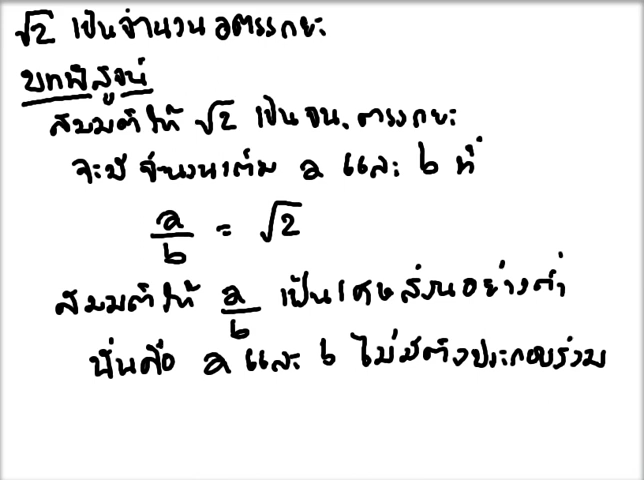 √2 เป็นจำนวนอตรรกยะ
บทพิสูจน์
สมมติให้ √2 เป็น จน. ตรรกยะ
จะมี จำนวนเต็ม a และ b ที่
a/b = √2
สมมติให้ a/b เป็นเศษส่วนอย่างต่ำ
นั่นคือ a และ b ไม่มีตัวประกอบร่วม